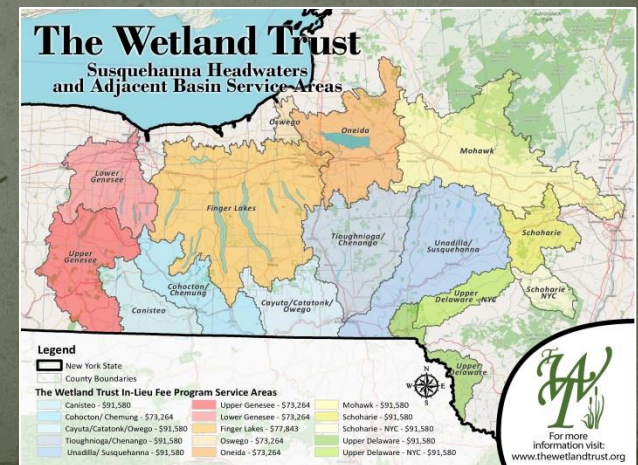 The Wetland Trust
Susquehanna Headwaters
and Adjacent Basin Service Areas
Oswego
Oneida
Mohawk
Lower
Genesee
Finger Lakes
Tioughnioga/
Chenango
Unadilla/
Susquehanna
Schoharie
Upper
Genesee
Cohocton/
Chemung
Canisteo
Cayuta/Catatonk/
Owego
Upper
Delaware - NYC
Schoharie
NYC
Upper
Delaware
Legend
New York State
County Boundaries
The Wetland Trust In-Lieu Fee Program Service Areas
Canisteo - $91,580
Cohocton/ Chemung - $73,264
Cayuta/Catatonk/Owego - $91,580
Tioughnioga/Chenango - $91,580
Unadilla/ Susquehanna - $91,580
Upper Genesee - $73,264
Lower Genesee - $73,264
Finger Lakes - $77,843
Oswego - $73,264
Oneida - $73,264
Mohawk - $91,580
Schoharie - $91,580
Schoharie - NYC - $91,580
Upper Delaware - $91,580
Upper Delaware - NYC - $91,580
N
W E
S
The
WT
For more
information visit:
www.thewetlandtrust.org